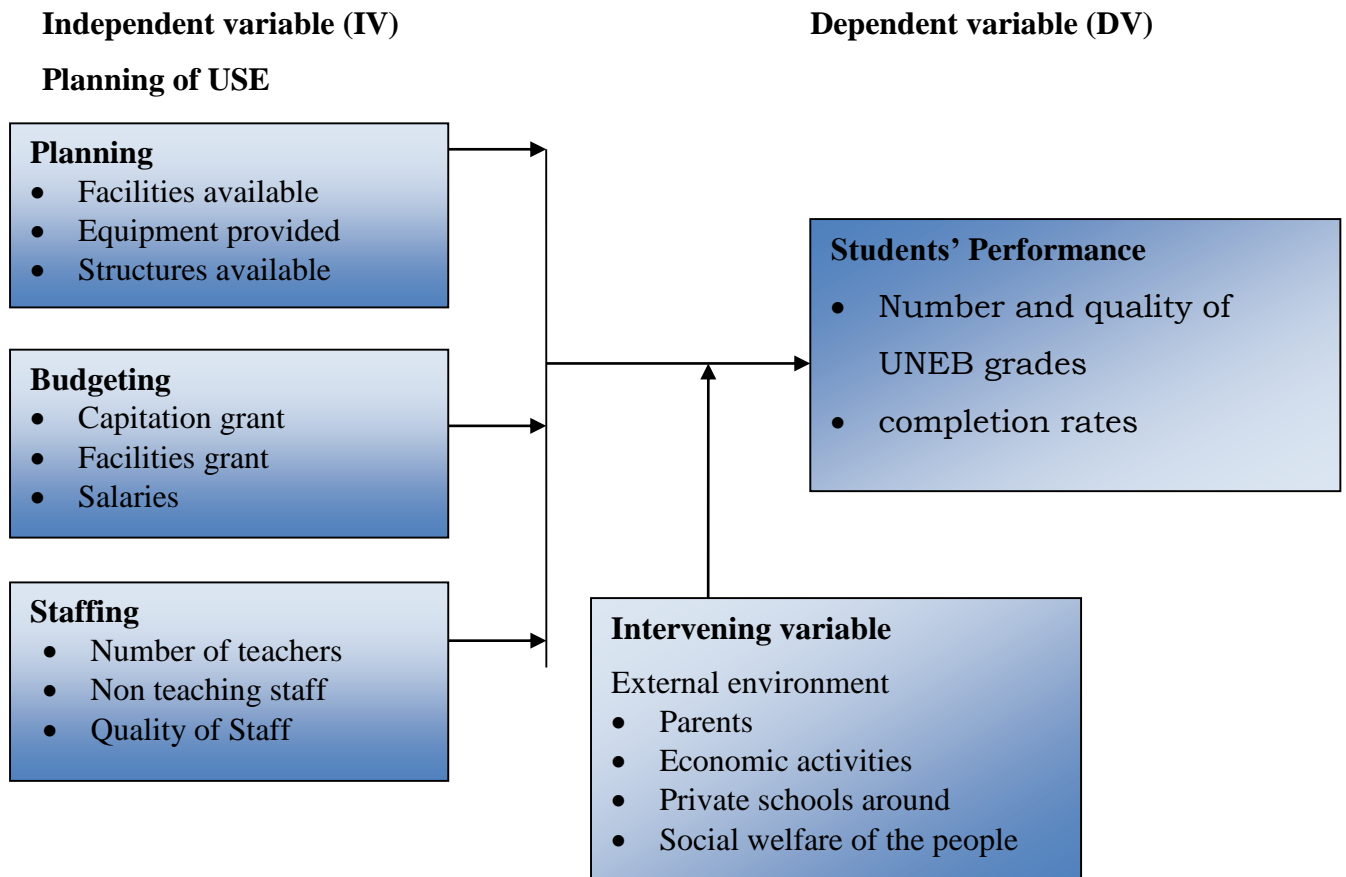 Independent variable (IV)
Dependent variable (DV)
Planning of USE
Planning
• Facilities available
• Equipment provided
• Structures available
Budgeting
• Capitation grant
• Facilities grant
• Salaries
Staffing
• Number of teachers
• Non teaching staff
• Quality of Staff
Students’ Performance
• Number and quality of
UNEB grades
• completion rates
Intervening variable
External environment
• Parents
• Economic activities
• Private schools around
• Social welfare of the people